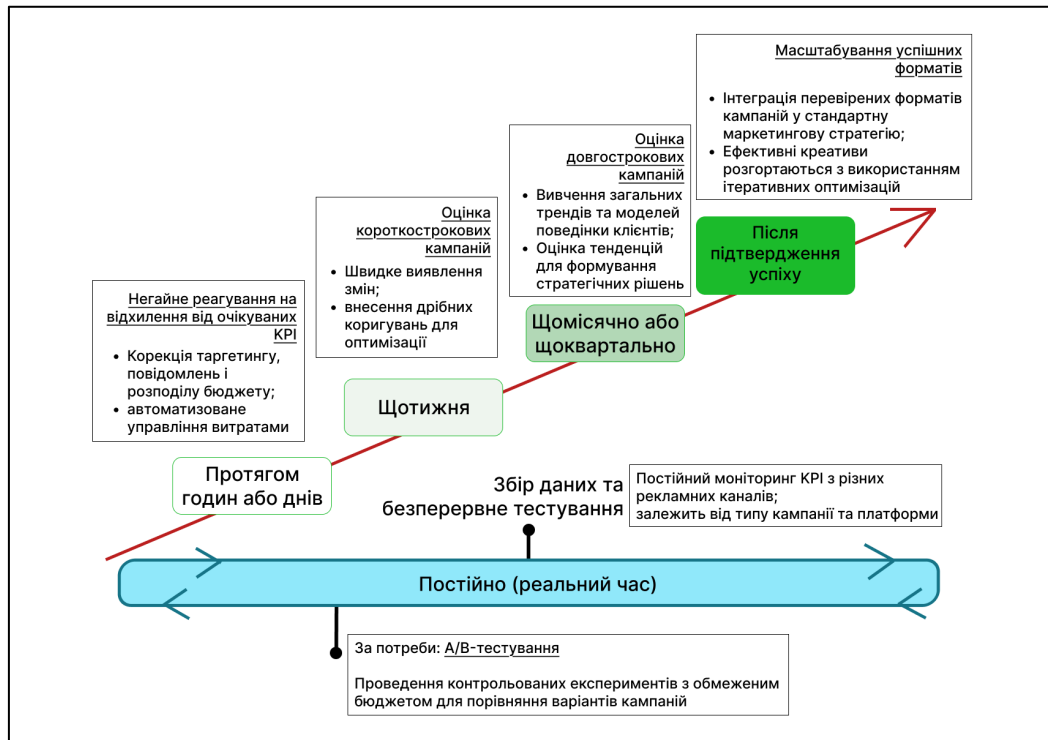 Масштабування успішних
форматів
• Інтеграція перевірених форматів
кампаній у стандартну
маркетингову стратегію;
• Ефективні креативи
розгортаються з використанням
ітеративних оптимізацій
Після
підтвердження
успіху
Оцінка
довгострокових
кампаній
• Вивчення загальних
трендів та моделей
поведінки клієнтів;
• Оцінка тенденцій
для формування
стратегічних рішень
Щомісячно або
щоквартально
Оцінка
короткострокових
кампаній
• Швидке виявлення
змін;
• внесення дрібних
коригувань для
оптимізації
Щотижня
Негайне реагування на
відхилення від очікуваних
KPI
• Корекція таргетингу,
повідомлень і
розподілу бюджету;
• автоматизоване
управління витратами
Протягом
годин або днів
Збір даних та
безперервне тестування
Постійний моніторинг KPI з різних
рекламних каналів;
залежить від типу кампанії та платформи
Постійно (реальний час)
За потреби: A/B-тестування
Проведення контрольованих експериментів з обмеженим
бюджетом для порівняння варіантів кампаній